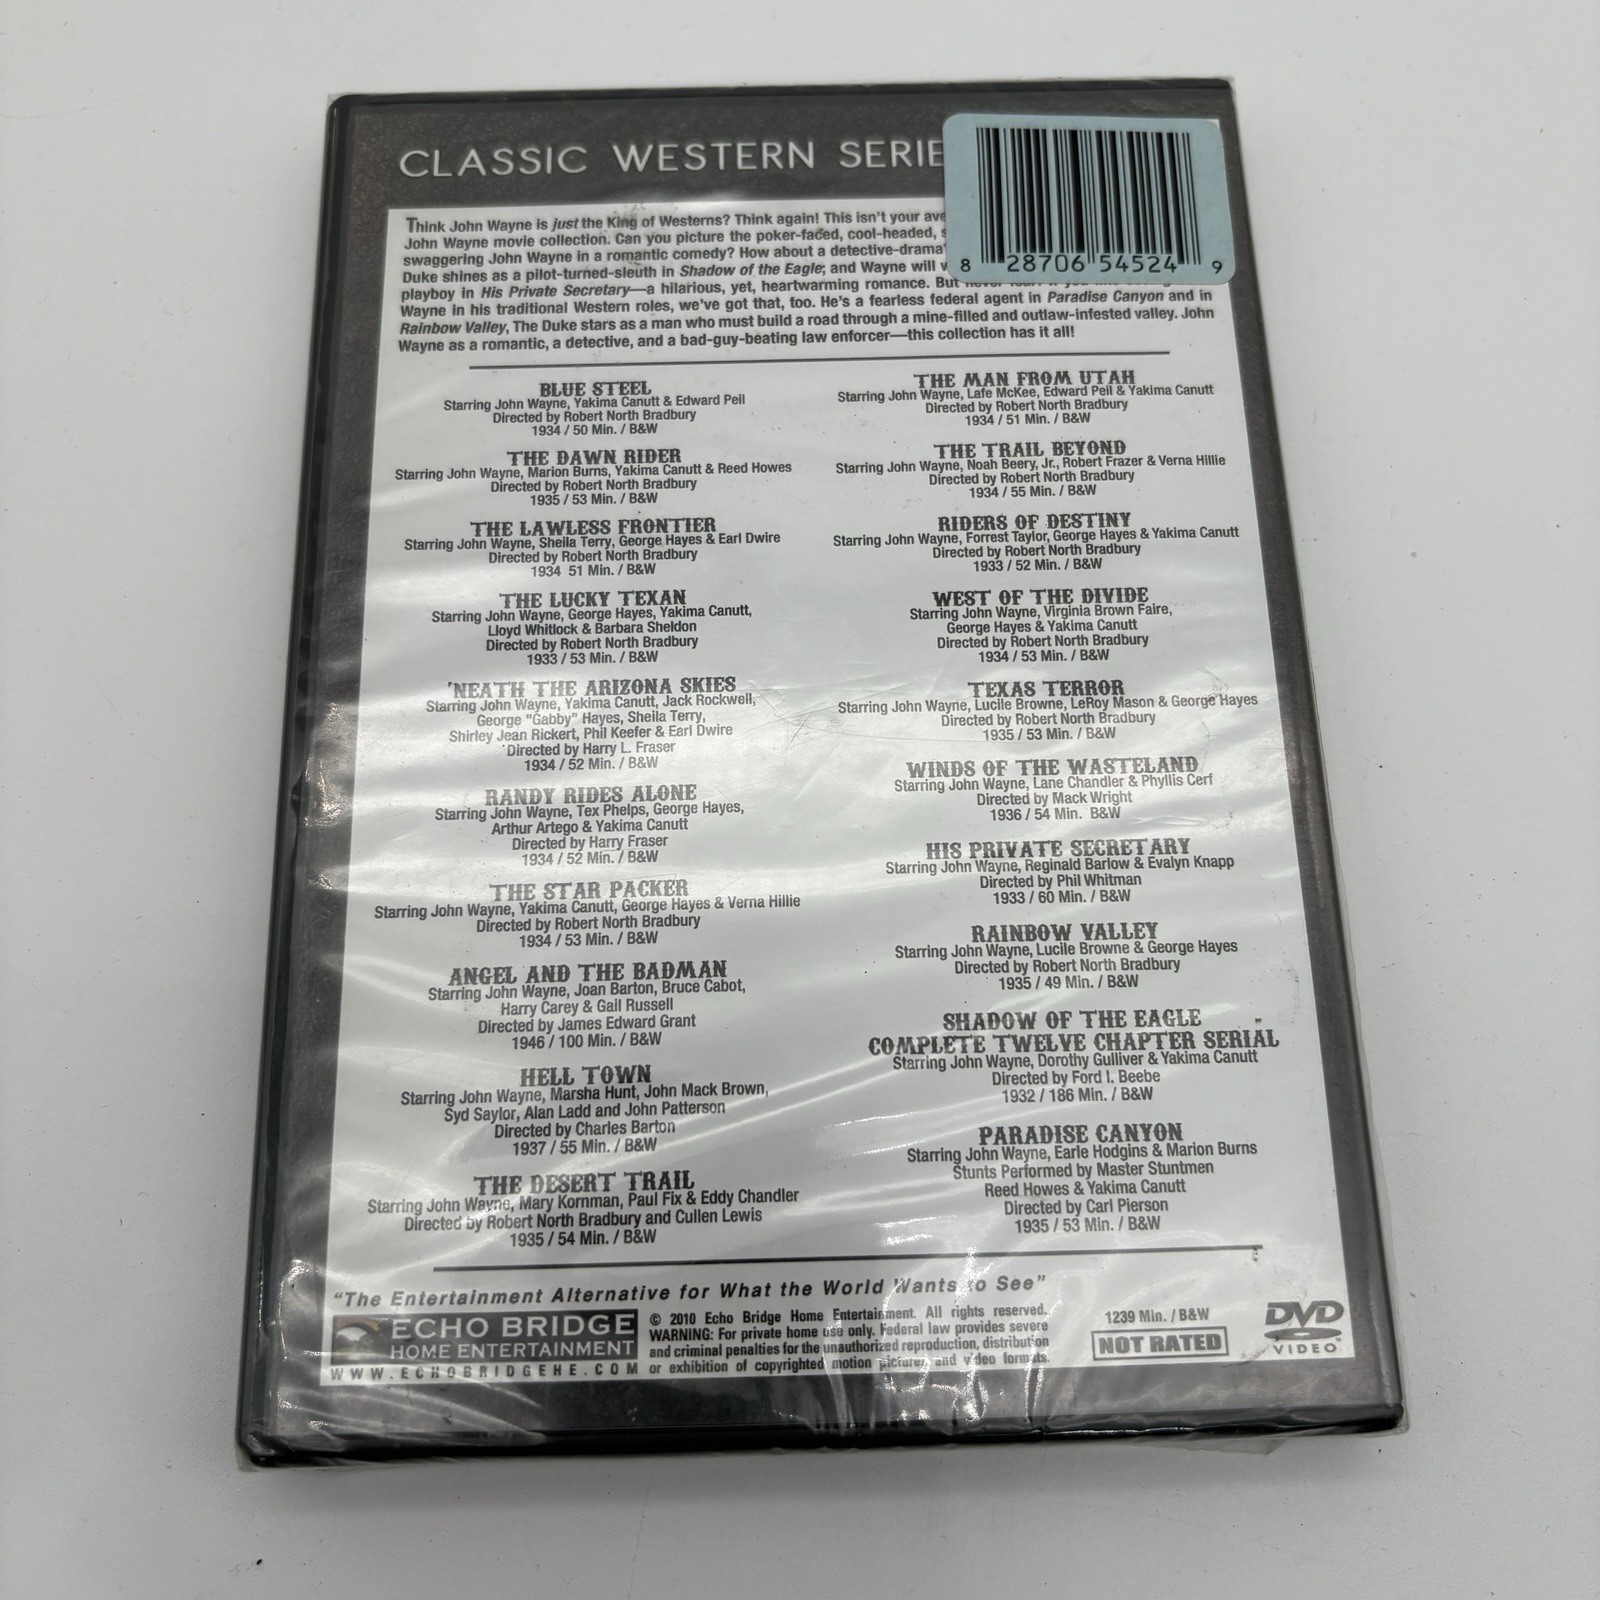 CLASSIC WESTERN SERIE
8 28706 54524 9
Think John Wayne is just the King of Westerns? Think again! This isn't your
John Wayne movie collection. Can you picture the poker-faced, cool-headed,
swaggering John Wayne in a romantic comedy? How about a detective-drama
Duke shines as a pilot-turned-sleuth in Shadow of the Eagle; and Wayne will
playboy in His Private Secretary—a hilarious, yet, heartwarming romance. But
Wayne in his traditional Western roles, we've got that, too. He's a fearless federal agent in Paradise Canyon and in
Rainbow Valley, The Duke stars as a man who must build a road through a mine-filled and outlaw-infested valley. John
Wayne as a romantic, a detective, and a bad-guy-beating law enforcer—this collection has it all!
BLUE STEEL
Starring John Wayne, Yakima Canutt & Edward Peil
Directed by Robert North Bradbury
1934 / 50 Min. / B&W
THE DAWN RIDER
Starring John Wayne, Marion Burns, Yakima Canutt & Reed Howes
Directed by Robert North Bradbury
1935 / 53 Min. / B&W
THE LAWLESS FRONTIER
Starring John Wayne, Sheila Terry, George Hayes & Earl Dwire
Directed by Robert North Bradbury
1934 51 Min. / B&W
THE LUCKY TEXAN
Starring John Wayne, George Hayes, Yakima Canutt,
Lloyd Whitlock & Barbara Sheldon
Directed by Robert North Bradbury
1933 / 53 Min. / B&W
'NEATH THE ARIZONA SKIES
Starring John Wayne, Yakima Canutt, Jack Rockwell,
George "Gabby" Hayes, Sheila Terry,
Shirley Jean Rickert, Phil Keefer & Earl Dwire
Directed by Harry L. Fraser
1934 / 52 Min. / B&W
RANDY RIDES ALONE
Starring John Wayne, Tex Phelps, George Hayes,
Arthur Artego & Yakima Canutt
Directed by Harry Fraser
1934 / 52 Min. / B&W
THE STAR PACKER
Starring John Wayne, Yakima Canutt, George Hayes & Verna Hillie
Directed by Robert North Bradbury
1934 / 53 Min. / B&W
ANGEL AND THE BADMAN
Starring John Wayne, Joan Barton, Bruce Cabot,
Harry Carey & Gail Russell
Directed by James Edward Grant
1946 / 100 Min. / B&W
HELL TOWN
Starring John Wayne, Marsha Hunt, John Mack Brown,
Syd Saylor, Alan Ladd and John Patterson
Directed by Charles Barton
1937 / 55 Min. / B&W
THE DESERT TRAIL
Starring John Wayne, Mary Kornman, Paul Fix & Eddy Chandler
Directed by Robert North Bradbury and Cullen Lewis
1935 / 54 Min. / B&W
THE MAN FROM UTAH
Starring John Wayne, Lafe McKee, Edward Peil & Yakima Canutt
Directed by Robert North Bradbury
1934 / 51 Min. / B&W
THE TRAIL BEYOND
Starring John Wayne, Noah Beery, Jr., Robert Frazer & Verna Hillie
Directed by Robert North Bradbury
1934 / 55 Min. / B&W
RIDERS OF DESTINY
Starring John Wayne, Forrest Taylor, George Hayes & Yakima Canutt
Directed by Robert North Bradbury
1933 / 52 Min. / B&W
WEST OF THE DIVIDE
Starring John Wayne, Virginia Brown Faire,
George Hayes & Yakima Canutt
Directed by Robert North Bradbury
1934 / 53 Min. / B&W
TEXAS TERROR
Starring John Wayne, Lucile Browne, LeRoy Mason & George Hayes
Directed by Robert North Bradbury
1935 / 53 Min. / B&W
WINDS OF THE WASTELAND
Starring John Wayne, Lane Chandler & Phyllis Cerf
Directed by Mack Wright
1936 / 54 Min. B&W
HIS PRIVATE SECRETARY
Starring John Wayne, Reginald Barlow & Evalyn Knapp
Directed by Phil Whitman
1933 / 60 Min. / B&W
RAINBOW VALLEY
Starring John Wayne, Lucile Browne & George Hayes
Directed by Robert North Bradbury
1935 / 49 Min. / B&W
SHADOW OF THE EAGLE
COMPLETE TWELVE CHAPTER SERIAL
Starring John Wayne, Dorothy Gulliver & Yakima Canutt
Directed by Ford I. Beebe
1932 / 186 Min. / B&W
PARADISE CANYON
Starring John Wayne, Earle Hodgins & Marion Burns
Stunts Performed by Master Stuntmen
Reed Howes & Yakima Canutt
Directed by Carl Pierson
1935 / 53 Min. / B&W
"The Entertainment Alternative for What the World Wants to See"
ECHO BRIDGE
HOME ENTERTAINMENT
WWW.ECHOBRIDGEHE.COM
© 2010 Echo Bridge Home Entertainment. All rights reserved.
WARNING: For private home use only. Federal law provides severe
and criminal penalties for the unauthorized reproduction, distribution
or exhibition of copyrighted motion pictures and video formats.
1239 Min. / B&W
NOT RATED
DVD
VIDEO